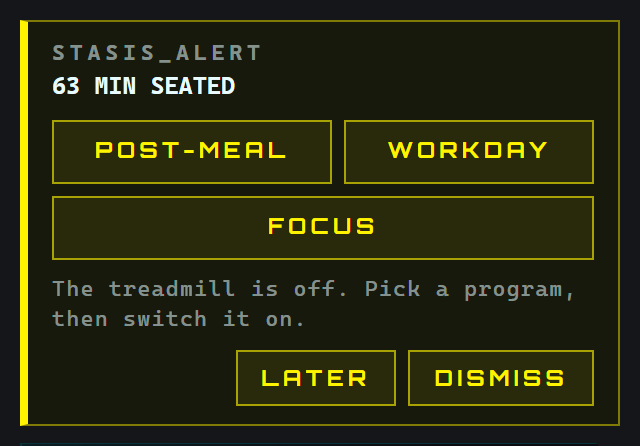 STASIS_ALERT
63 MIN SEATED
POST-MEAL
WORKDAY
FOCUS
The treadmill is off. Pick a program,
then switch it on.
LATER
DISMISS